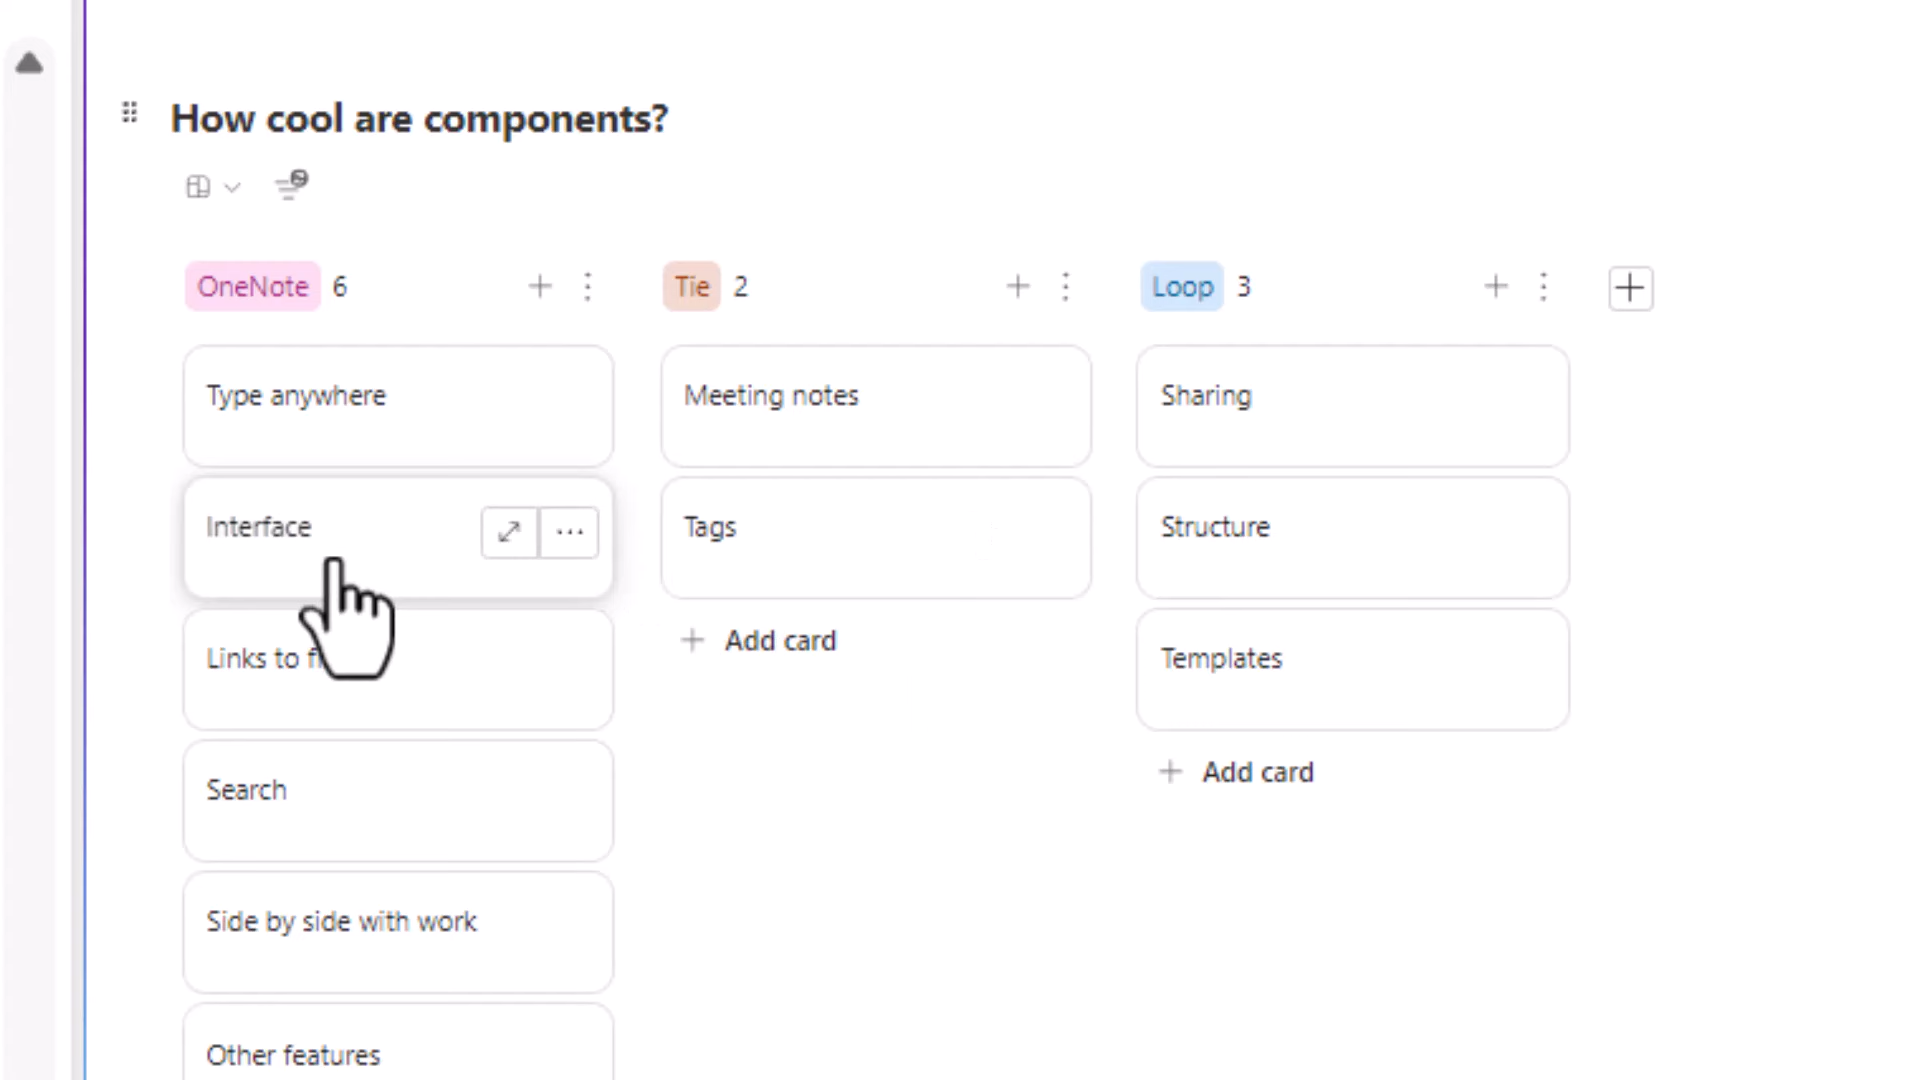 How cool are components?
OneNote 6
Tie 2
Loop 3
Type anywhere
Meeting notes
Sharing
Interface
Tags
Structure
Links to
Add card
Templates
Search
Add card
Side by side with work
Other features